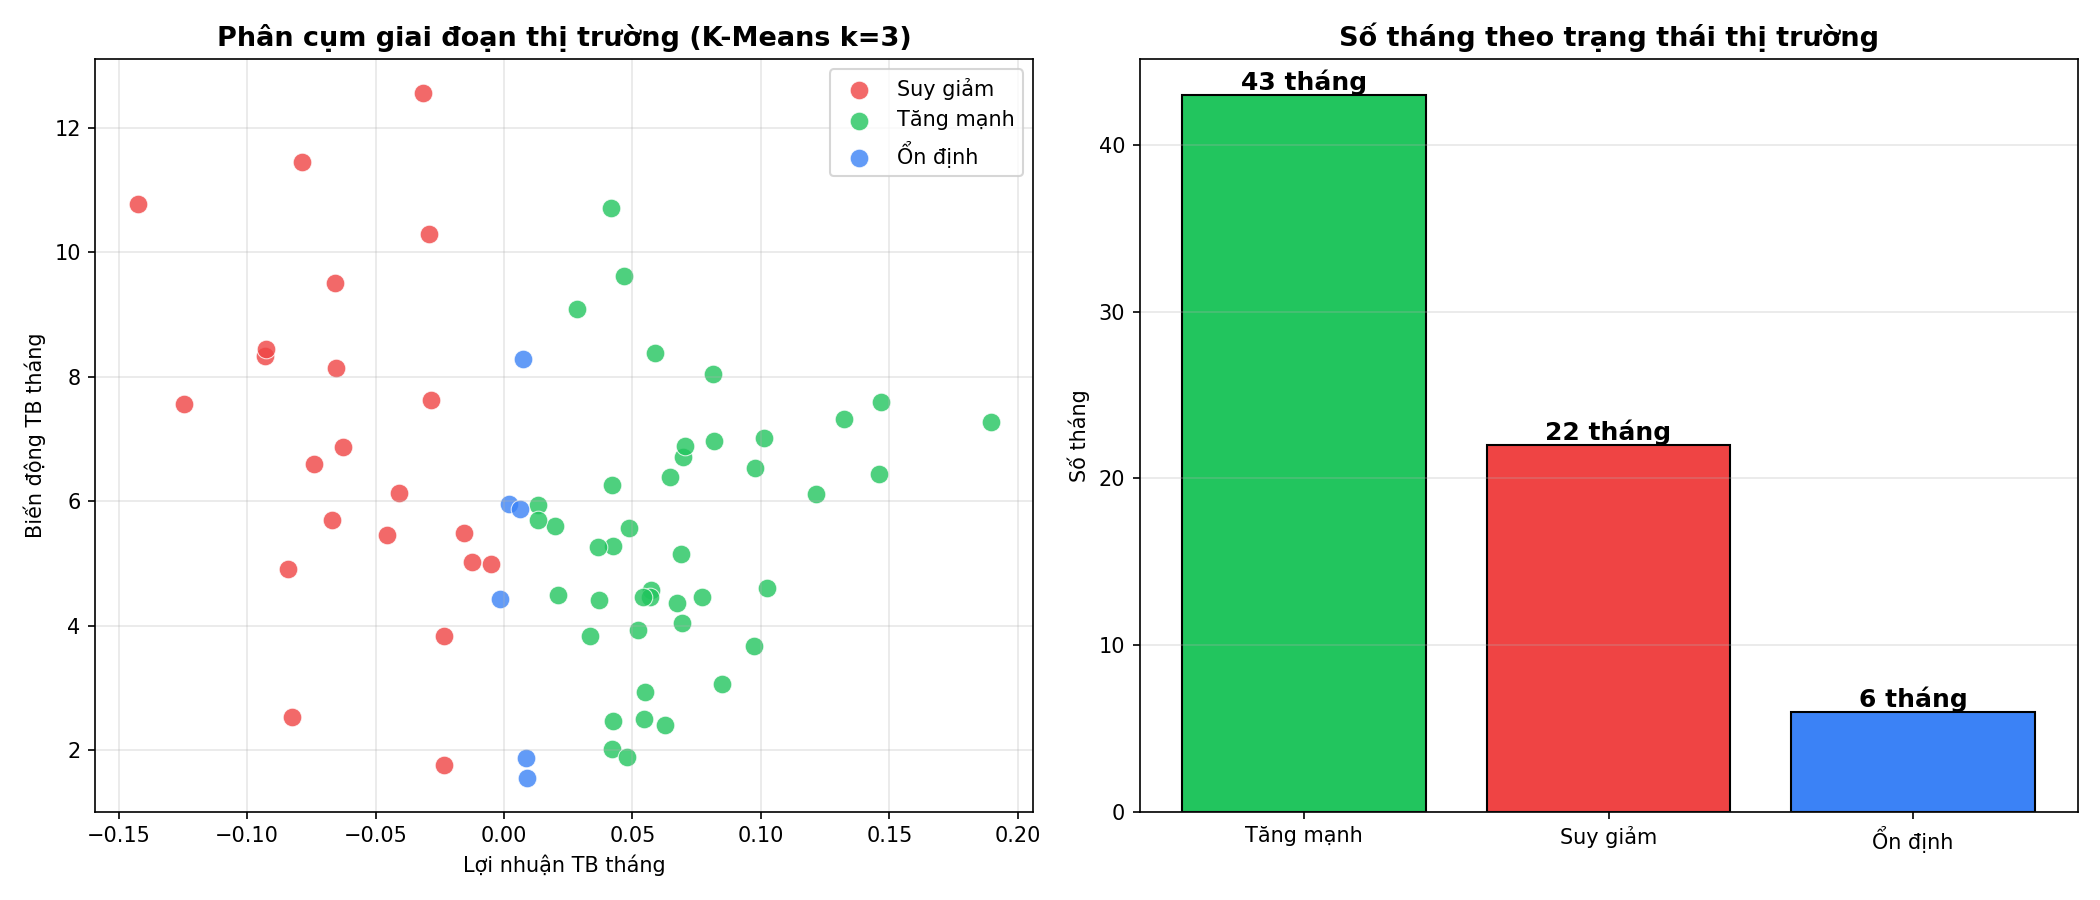 Phân cụm giai đoạn thị trường (K-Means k=3)
Suy giảm
Tăng mạnh
Ổn định
Biến động TB tháng
12
10
8
6
4
2
−0.15 −0.10 −0.05 0.00 0.05 0.10 0.15 0.20
Lợi nhuận TB tháng
Số tháng theo trạng thái thị trường
43 tháng
22 tháng
6 tháng
Số tháng
40
30
20
10
0
Tăng mạnh Suy giảm Ổn định